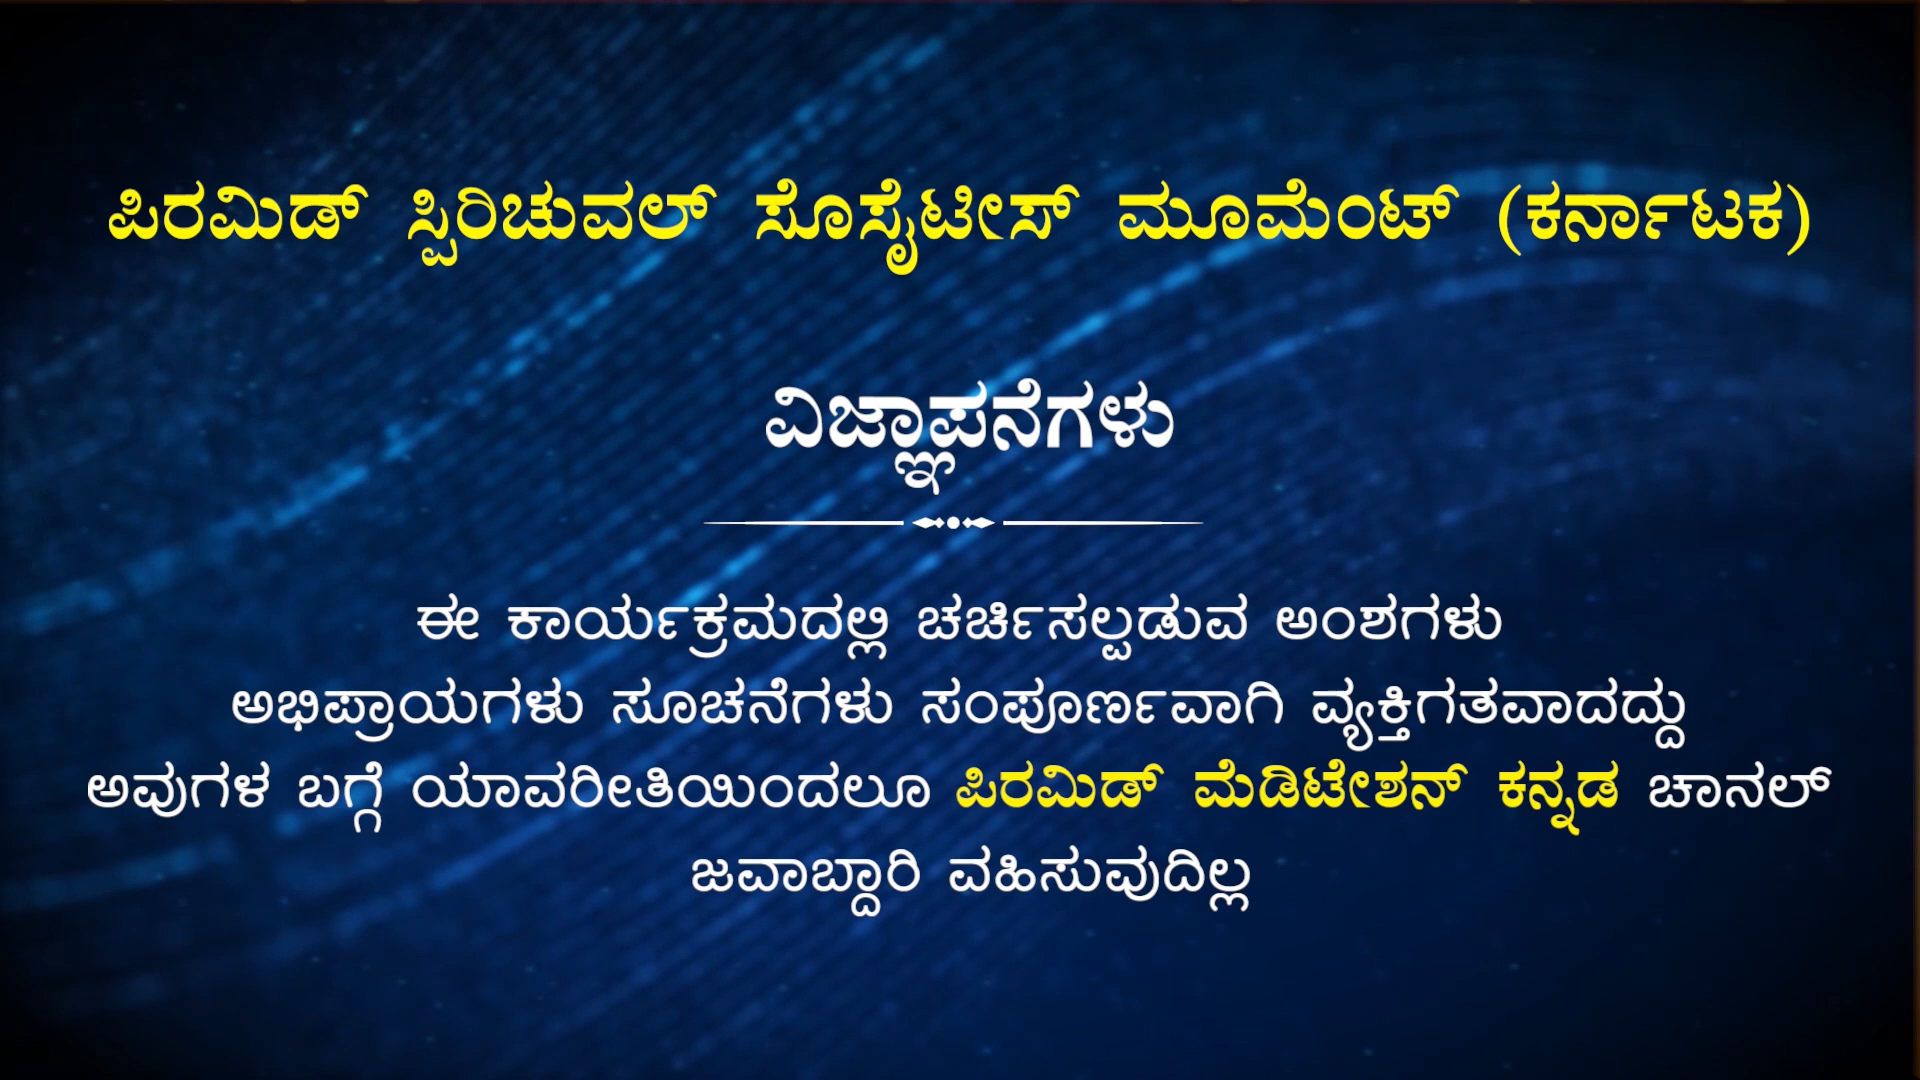 ಪಿರಮಿಡ್ ಸ್ಪಿರಿಚುವಲ್ ಸೊಸೈಟೀಸ್ ಮೂಮೆಂಟ್ (ಕರ್ನಾಟಕ)
ವಿಜ್ಞಾಪನೆಗಳು
ಈ ಕಾರ್ಯಕ್ರಮದಲ್ಲಿ ಚರ್ಚಿಸಲ್ಪಡುವ ಅಂಶಗಳು
ಅಭಿಪ್ರಾಯಗಳು ಸೂಚನೆಗಳು ಸಂಪೂರ್ಣವಾಗಿ ವ್ಯಕ್ತಿಗತವಾದದ್ದು
ಅವುಗಳ ಬಗ್ಗೆ ಯಾವರೀತಿಯಿಂದಲೂ ಪಿರಮಿಡ್ ಮೆಡಿಟೇಶನ್ ಕನ್ನಡ ಚಾನಲ್
ಜವಾಬ್ದಾರಿ ವಹಿಸುವುದಿಲ್ಲ